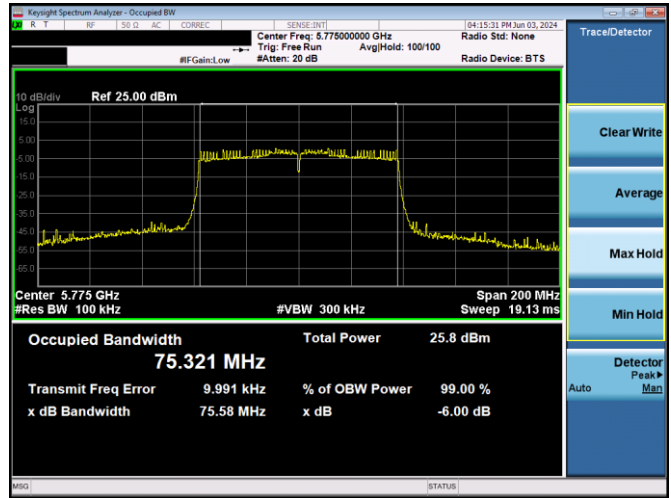 Keysight Spectrum Analyzer - Occupied BW
R T RF 50 Ω AC CORREC SENSE:INT 04:15:31 PM Jun 03, 2024
Center Freq: 5.775000000 GHz Radio Std: None
Trig: Free Run Avg|Hold: 100/100
#IFGain:Low #Atten: 20 dB Radio Device: BTS
Trace/Detector
10 dB/div Ref 25.00 dBm
Log
15.0
5.00
-5.00
-15.0
-25.0
-35.0
-45.0
-55.0
-65.0
Center 5.775 GHz Span 200 MHz
#Res BW 100 kHz #VBW 300 kHz Sweep 19.13 ms
Occupied Bandwidth Total Power 25.8 dBm
75.321 MHz
Transmit Freq Error 9.991 kHz % of OBW Power 99.00 %
x dB Bandwidth 75.58 MHz x dB -6.00 dB
Clear Write
Average
Max Hold
Min Hold
Detector
Peak▶
Auto Man
MSG STATUS